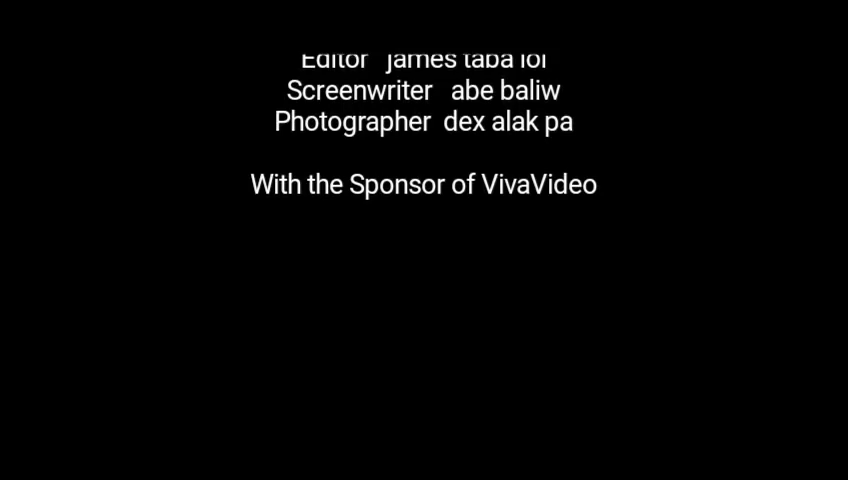 Editor james taba lol
Screenwriter abe baliw
Photographer dex alak pa
With the Sponsor of VivaVideo